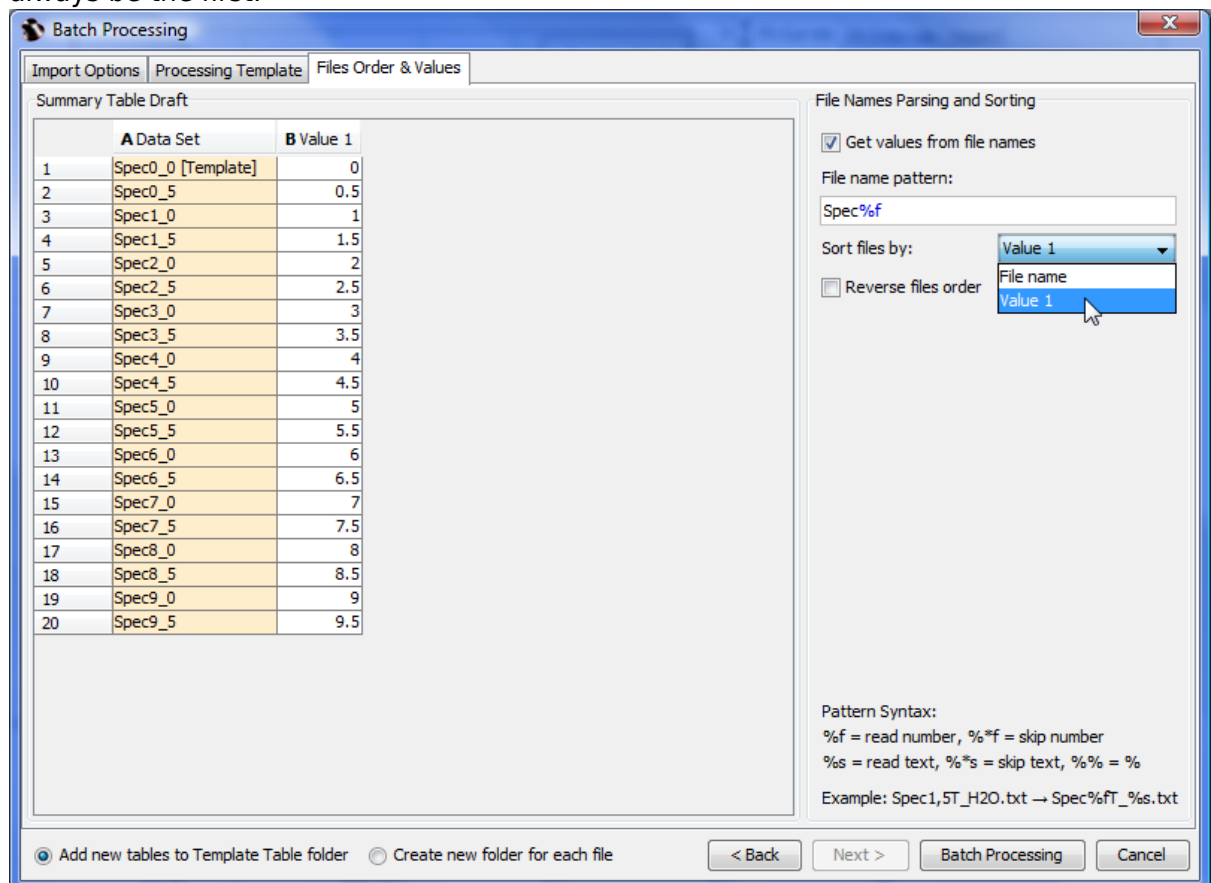 always be the first.
Batch Processing
Import Options Processing Template Files Order & Values
Summary Table Draft
A Data Set B Value 1
1 Spec0_0 [Template] 0
2 Spec0_5 0.5
3 Spec1_0 1
4 Spec1_5 1.5
5 Spec2_0 2
6 Spec2_5 2.5
7 Spec3_0 3
8 Spec3_5 3.5
9 Spec4_0 4
10 Spec4_5 4.5
11 Spec5_0 5
12 Spec5_5 5.5
13 Spec6_0 6
14 Spec6_5 6.5
15 Spec7_0 7
16 Spec7_5 7.5
17 Spec8_0 8
18 Spec8_5 8.5
19 Spec9_0 9
20 Spec9_5 9.5
File Names Parsing and Sorting
Get values from file names
File name pattern:
Spec%f
Sort files by: Value 1
File name
Value 1
Reverse files order
Pattern Syntax:
%f = read number, %*f = skip number
%s = read text, %*s = skip text, %% = %
Example: Spec1,5T_H2O.txt → Spec%fT_%s.txt
Add new tables to Template Table folder Create new folder for each file < Back Next > Batch Processing Cancel